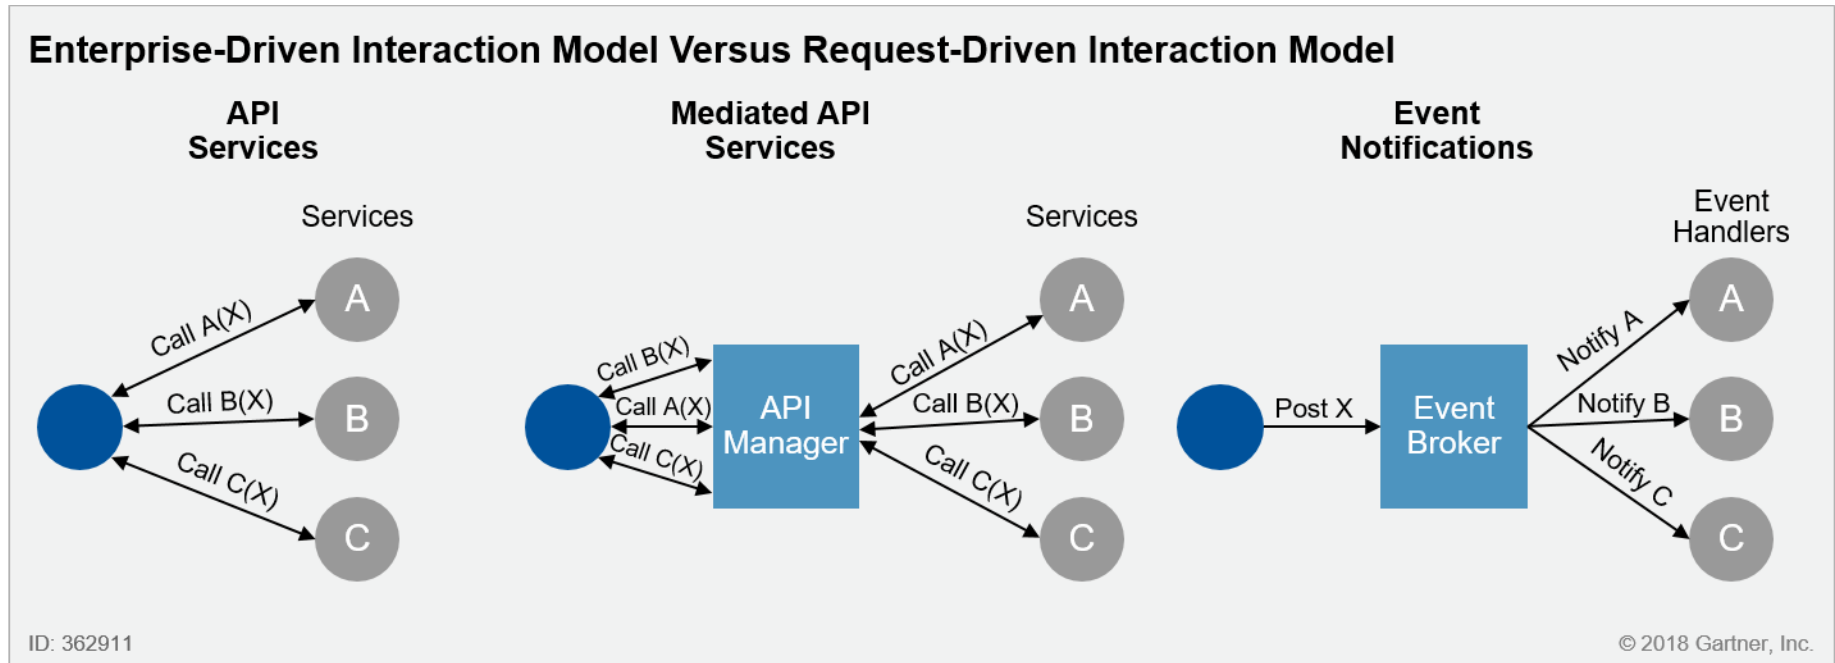 Enterprise-Driven Interaction Model Versus Request-Driven Interaction Model
API
Services
Services
Call A(X)
A
Call B(X)
B
Call C(X)
C
Mediated API
Services
Services
Call B(X)
Call A(X)
Call C(X)
API
Manager
Call A(X)
A
Call B(X)
B
Call C(X)
C
Event
Notifications
Event
Handlers
Post X
Event
Broker
Notify A
A
Notify B
B
Notify C
C
ID: 362911
© 2018 Gartner, Inc.